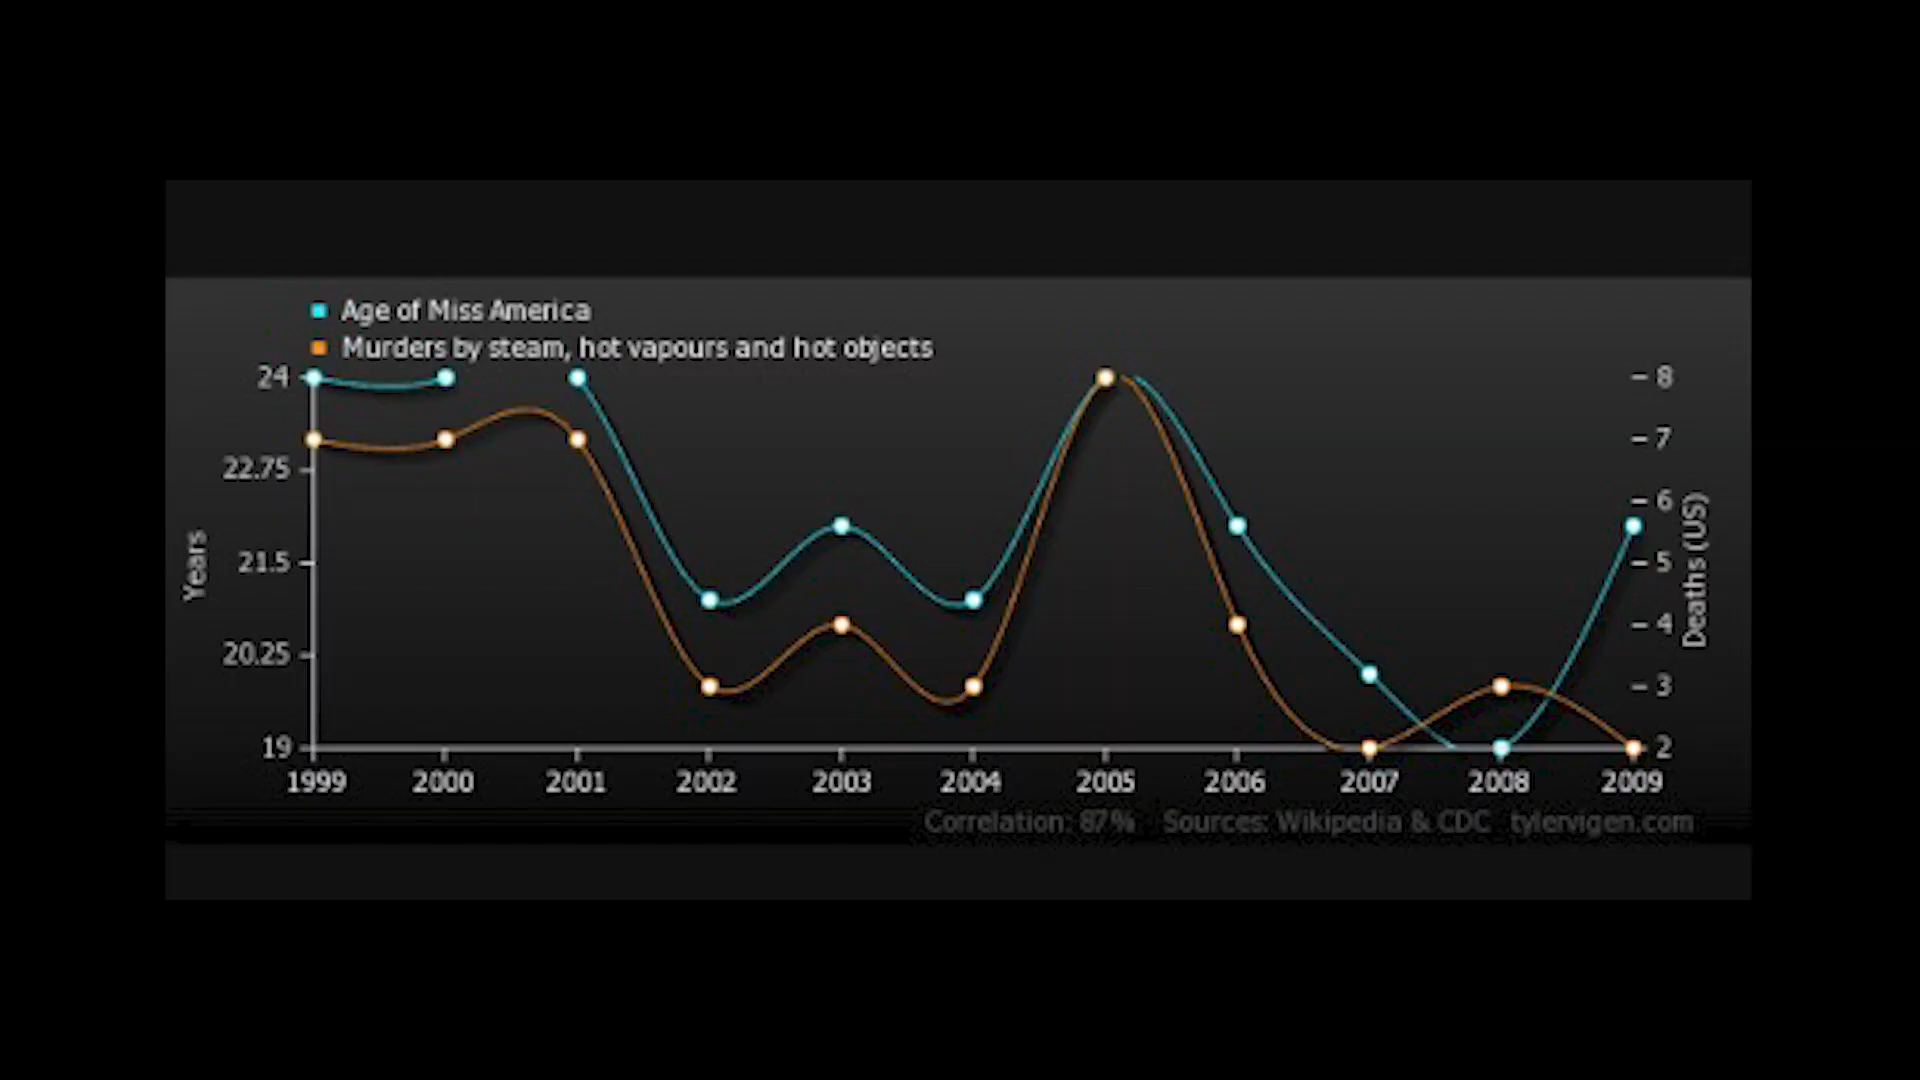 Age of Miss America
Murders by steam, hot vapours and hot objects
24
22.75
21.5
20.25
19
Years
8
7
6
5
4
3
2
Deaths (US)
1999 2000 2001 2002 2003 2004 2005 2006 2007 2008 2009
Correlation: 87% Sources: Wikipedia & CDC tylervigen.com